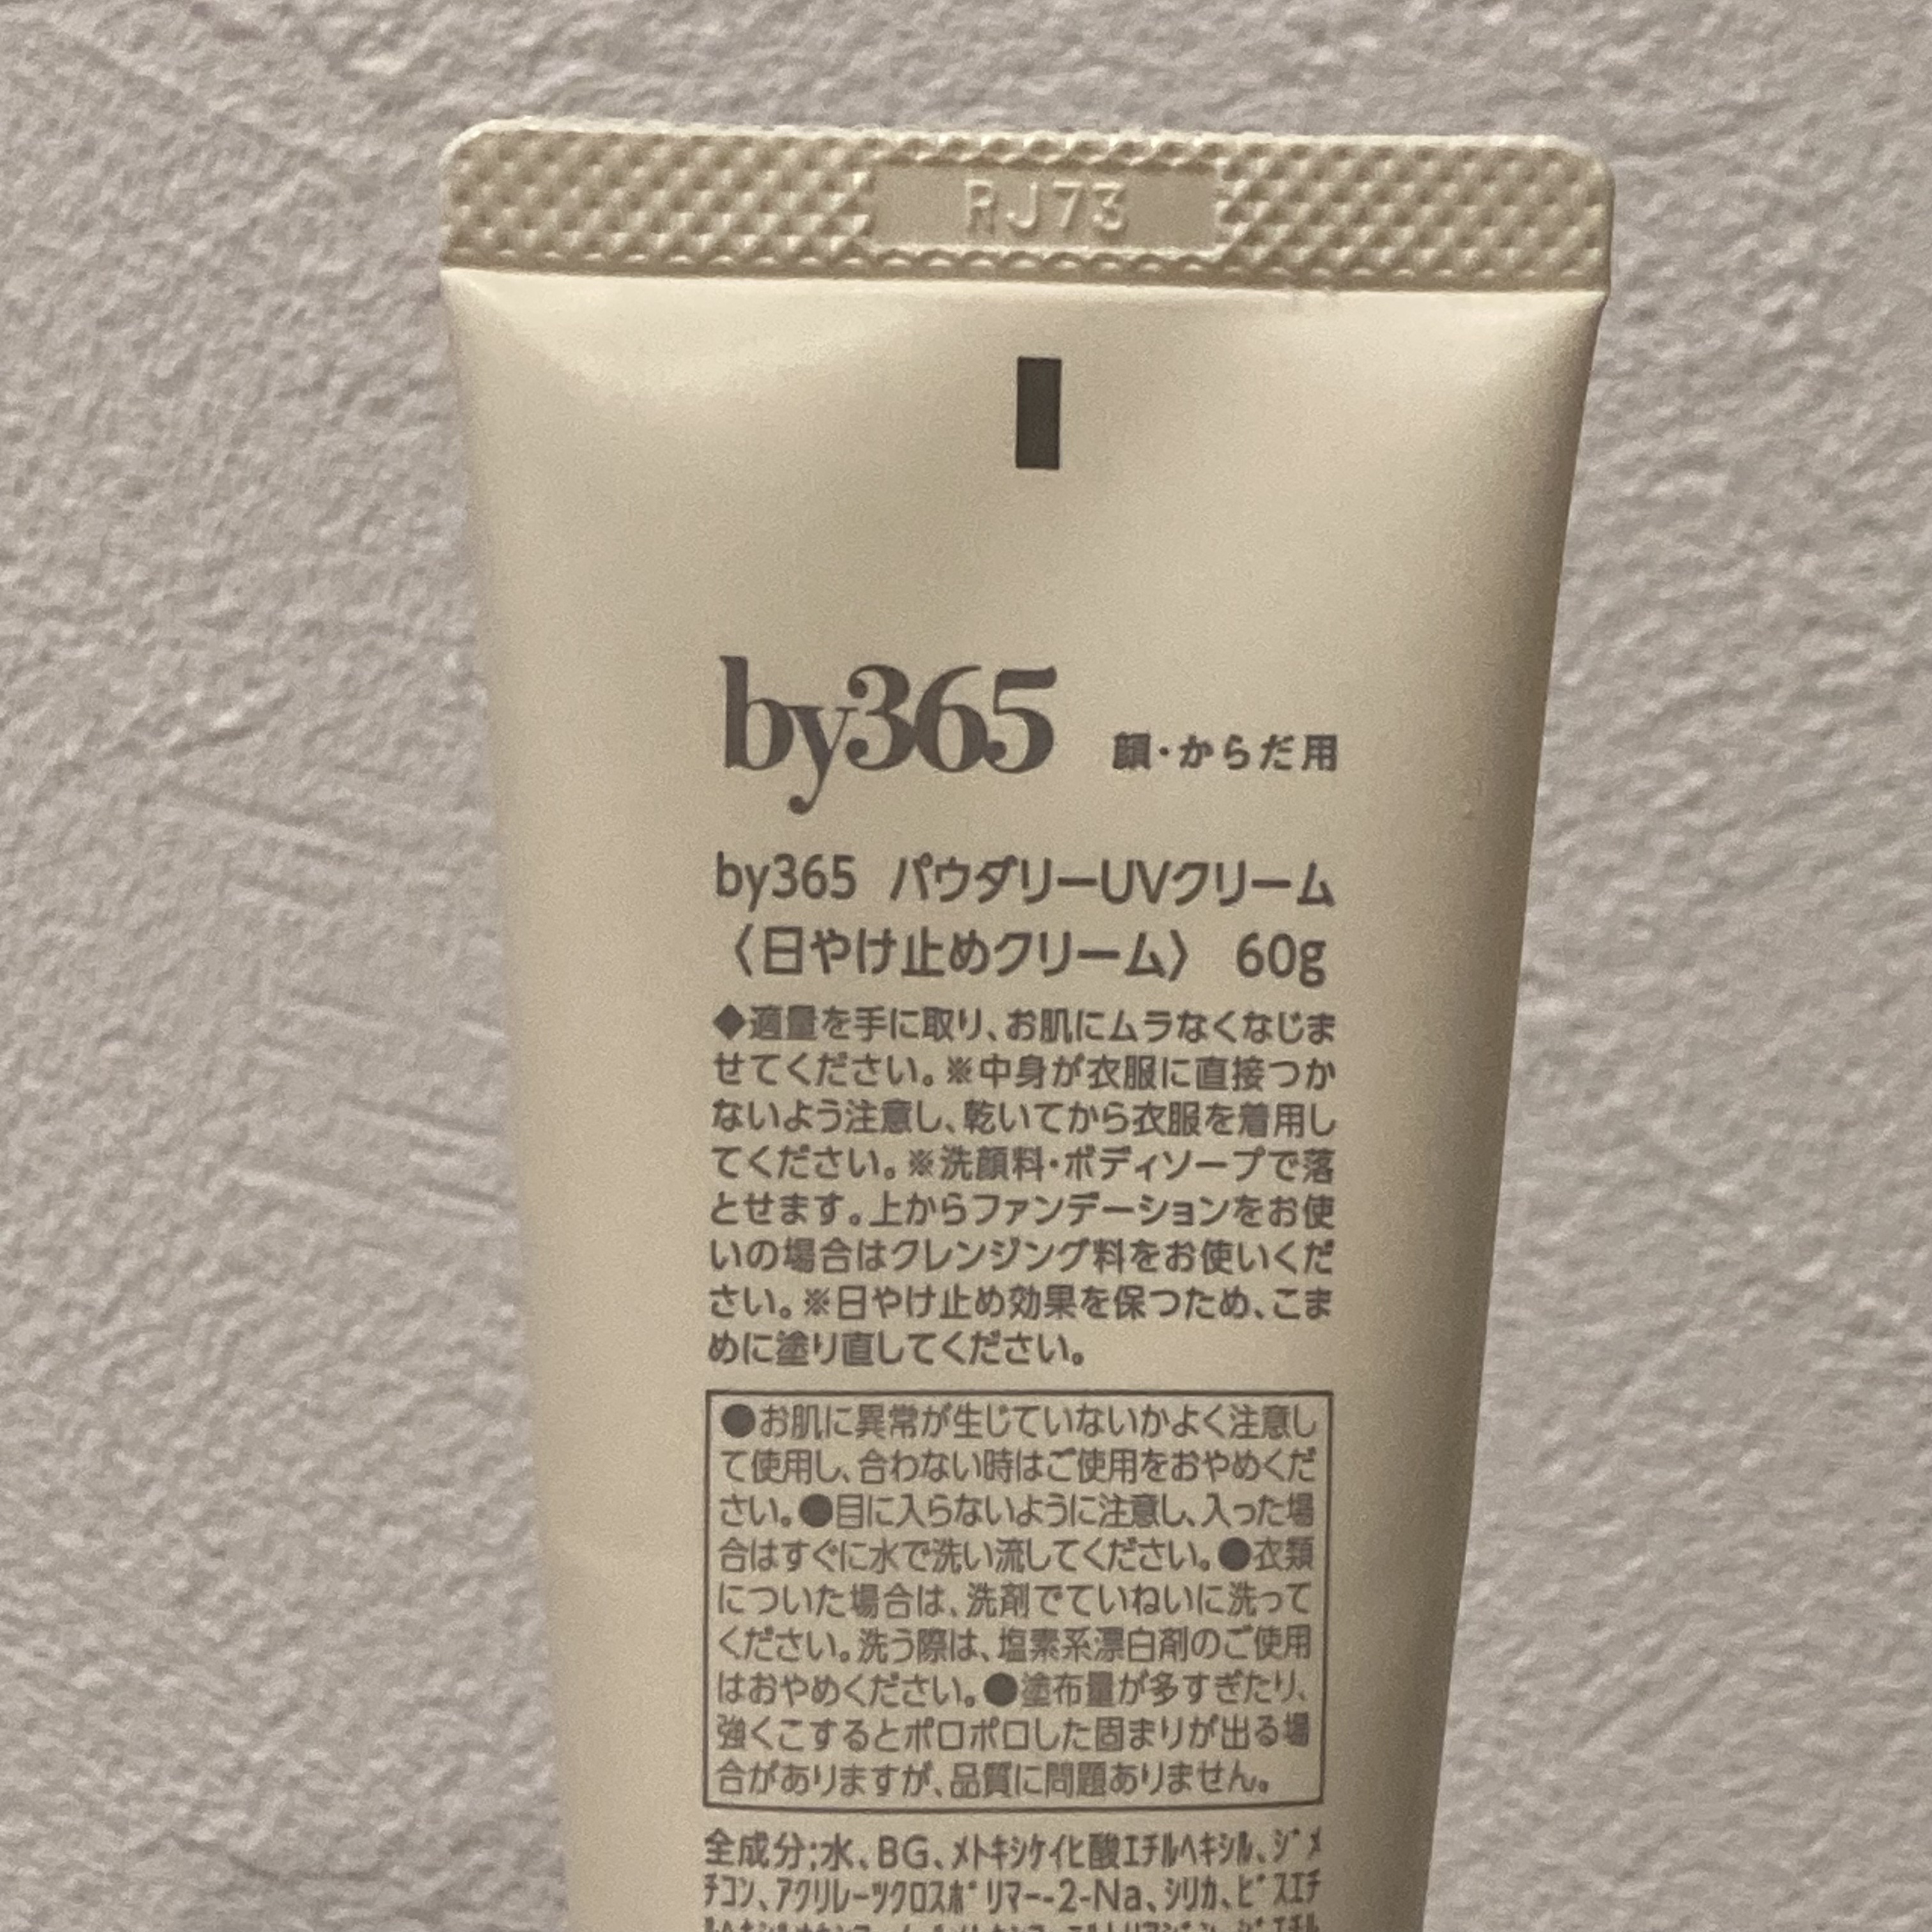 RJ73
by365 顔・からだ用
by365 パウダリーUVクリーム
〈日やけ止めクリーム〉 60g
◆適量を手に取り、お肌にムラなくなじま
せてください。※中身が衣服に直接つか
ないよう注意し、乾いてから衣服を着用し
てください。※洗顔料・ボディソープで落
とせます。上からファンデーションをお使
いの場合はクレンジング料をお使いくだ
さい。※日やけ止め効果を保つため、こま
めに塗り直してください。
●お肌に異常が生じていないかよく注意し
て使用し、合わない時はご使用をおやめくだ
さい。●目に入らないように注意し、入った場
合はすぐに水で洗い流してください。●衣類
についた場合は、洗剤でていねいに洗って
ください。洗う際は、塩素系漂白剤のご使用
はおやめください。●塗布量が多すぎたり、
強くこするとポロポロした固まりが出る場
合がありますが、品質に問題ありません。
全成分:水、BG、ﾒﾄｷｼｹｲﾋ酸ｴﾁﾙﾍｷｼﾙ、ｼﾞﾒ
ﾁｺﾝ、ｱｸﾘﾚｰﾂｸﾛｽﾎﾟﾘﾏｰ-2-Na、ｼﾘｶ、ﾋﾞｽｴﾁ